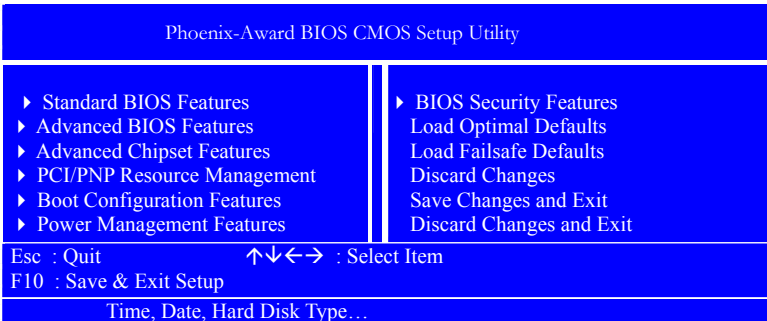 Phoenix-Award BIOS CMOS Setup Utility
Standard BIOS Features
Advanced BIOS Features
Advanced Chipset Features
PCI/PNP Resource Management
Boot Configuration Features
Power Management Features
BIOS Security Features
Load Optimal Defaults
Load Failsafe Defaults
Discard Changes
Save Changes and Exit
Discard Changes and Exit
Esc : Quit ↑↓←→ : Select Item
F10 : Save & Exit Setup
Time, Date, Hard Disk Type…